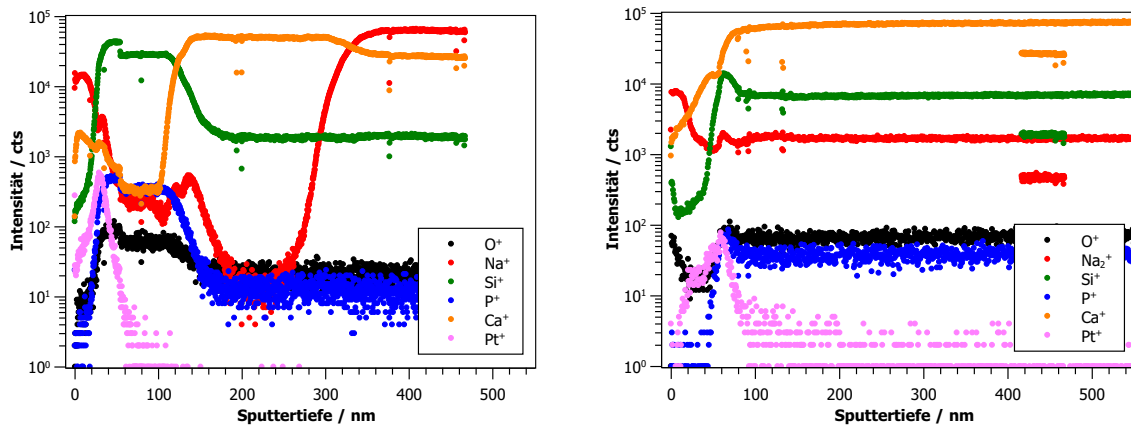 10⁵
10⁴
10³
10²
10¹
10⁰
Intensität / cts
0
100
200
300
400
500
Sputtertiefe / nm
O⁺
Na⁺
Si⁺
P⁺
Ca⁺
Pt⁺
10⁵
10⁴
10³
10²
10¹
10⁰
Intensität / cts
0
100
200
300
400
500
Sputtertiefe / nm
O⁺
Na₂⁺
Si⁺
P⁺
Ca⁺
Pt⁺